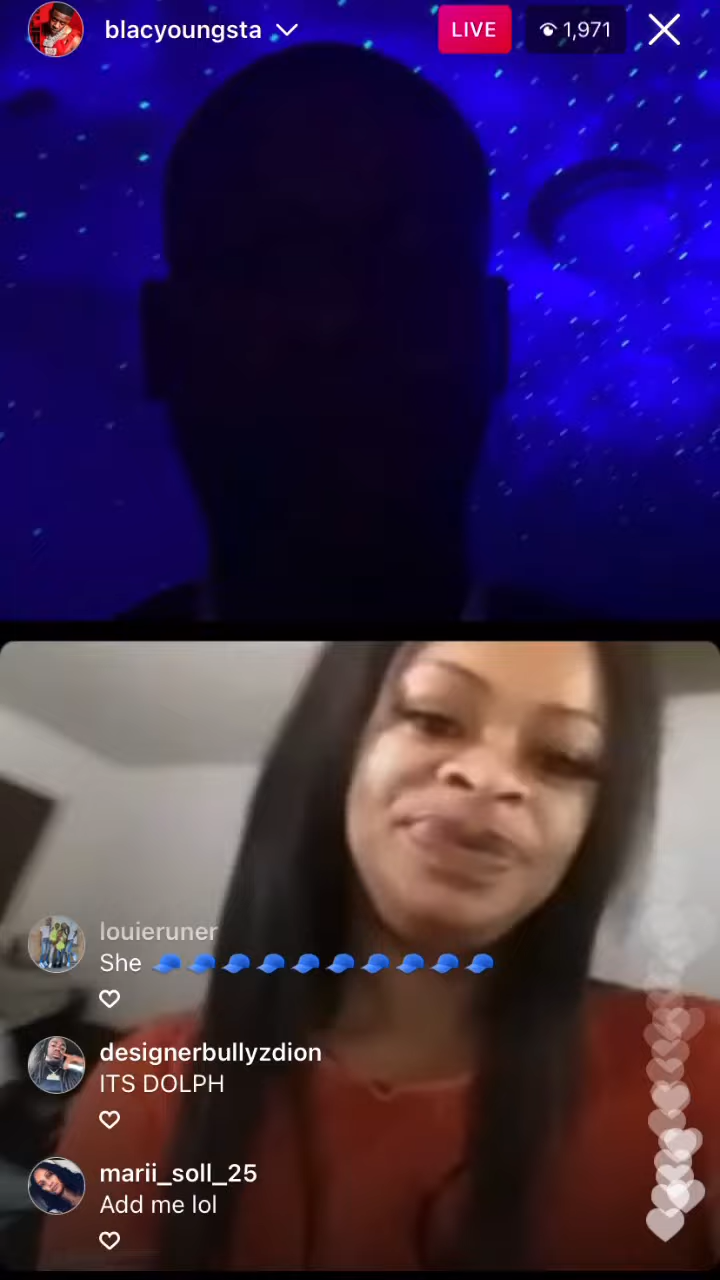 blacyoungsta
LIVE
1,971
louieruner
She 🧢🧢🧢🧢🧢🧢🧢🧢🧢🧢
designerbullyzdion
ITS DOLPH
marii_soll_25
Add me lol